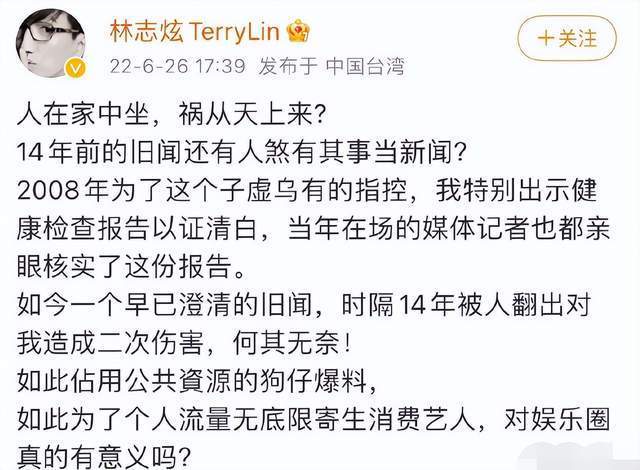 林志炫TerryLin
+关注
22-6-26 17:39 发布于 中国台湾
人在家中坐，祸从天上来？
14年前的旧闻还有人煞有其事当新闻？
2008年为了这个子虚乌有的指控，我特别出示健
康检查报告以证清白，当年在场的媒体记者也都亲
眼核实了这份报告。
如今一个早已澄清的旧闻，时隔14年被人翻出对
我造成二次伤害，何其无奈！
如此佔用公共資源的狗仔爆料，
如此为了个人流量无底限寄生消费艺人，对娱乐圈
真的有意义吗？